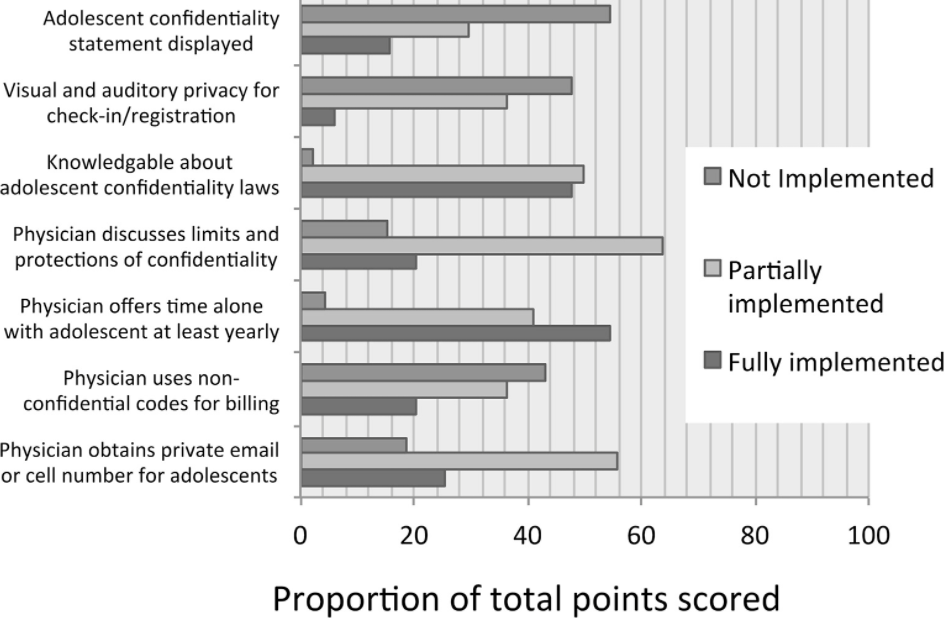 Adolescent confidentiality
statement displayed
Visual and auditory privacy for
check-in/registration
Knowledgable about
adolescent confidentiality laws
Physician discusses limits and
protections of confidentiality
Physician offers time alone
with adolescent at least yearly
Physician uses non-
confidential codes for billing
Physician obtains private email
or cell number for adolescents
Not Implemented
Partially
implemented
Fully implemented
0 20 40 60 80 100
Proportion of total points scored